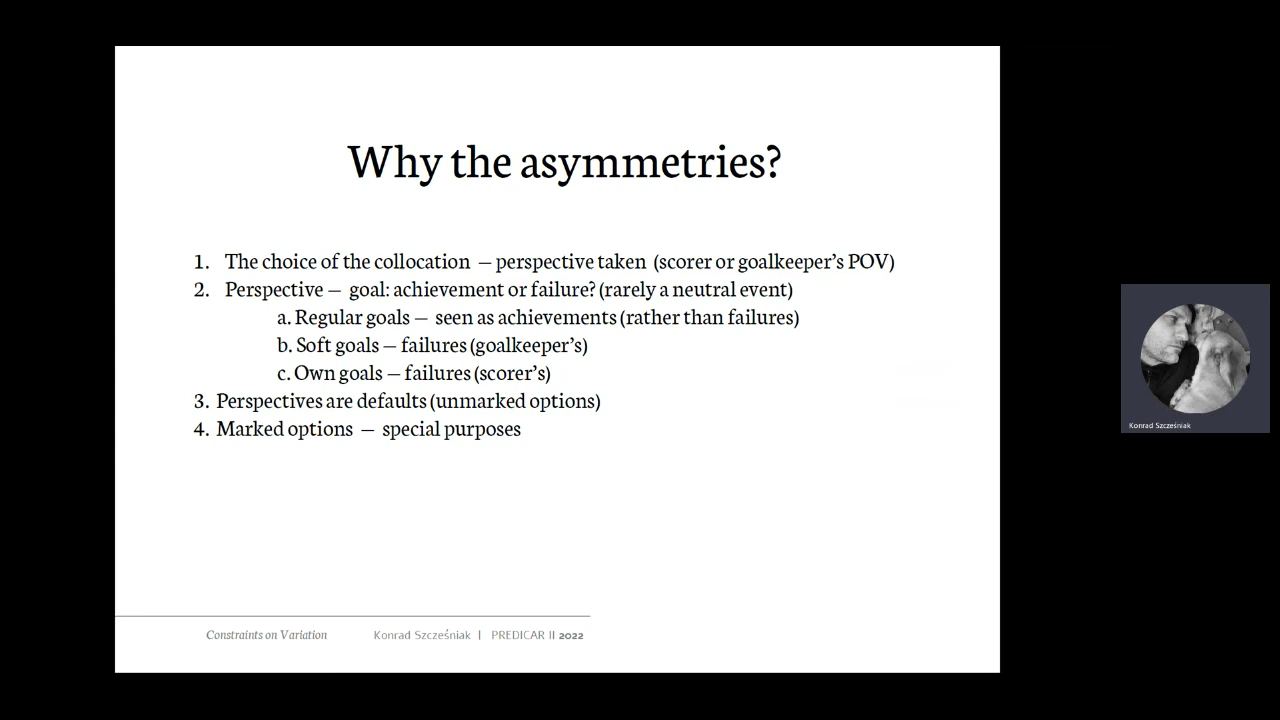 Why the asymmetries?
1. The choice of the collocation – perspective taken (scorer or goalkeeper's POV)
2. Perspective – goal: achievement or failure? (rarely a neutral event)
a. Regular goals – seen as achievements (rather than failures)
b. Soft goals – failures (goalkeeper's)
c. Own goals – failures (scorer's)
3. Perspectives are defaults (unmarked options)
4. Marked options – special purposes
Constraints on Variation Konrad Szcześniak | PREDICAR II 2022
Konrad Szcześniak